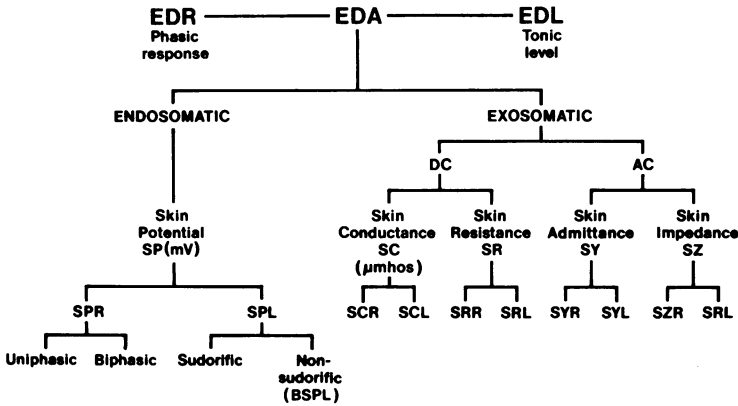 EDR EDA EDL
Phasic response
Tonic level
ENDOSOMATIC EXOSOMATIC
DC AC
Skin Potential SP(mV)
Skin Conductance SC (µmhos)
Skin Resistance SR
Skin Admittance SY
Skin Impedance SZ
SCR SCL SRR SRL SYR SYL SZR SRL
SPR SPL
Uniphasic Biphasic Sudorific Non-sudorific (BSPL)